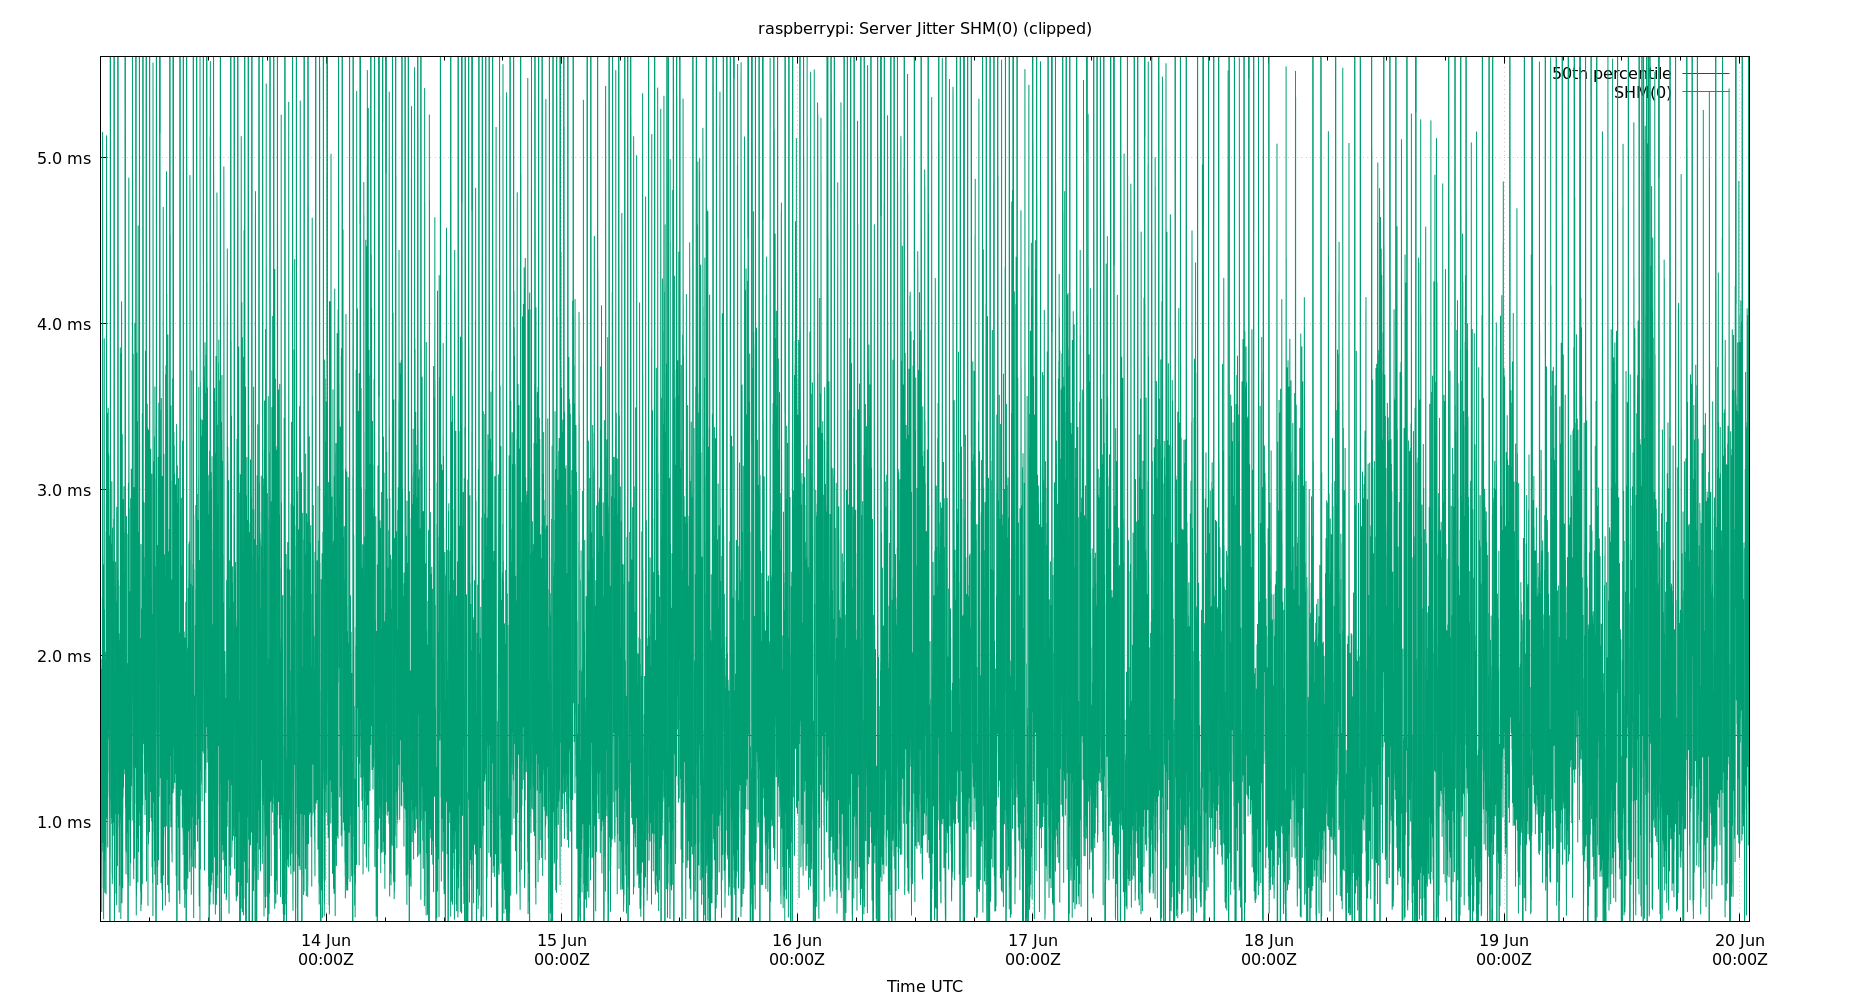 raspberrypi: Server Jitter SHM(0) (clipped)
50th percentile
SHM(0)
5.0 ms
4.0 ms
3.0 ms
2.0 ms
1.0 ms
14 Jun 15 Jun 16 Jun 17 Jun 18 Jun 19 Jun 20 Jun
00:00Z 00:00Z 00:00Z 00:00Z 00:00Z 00:00Z 00:00Z
Time UTC